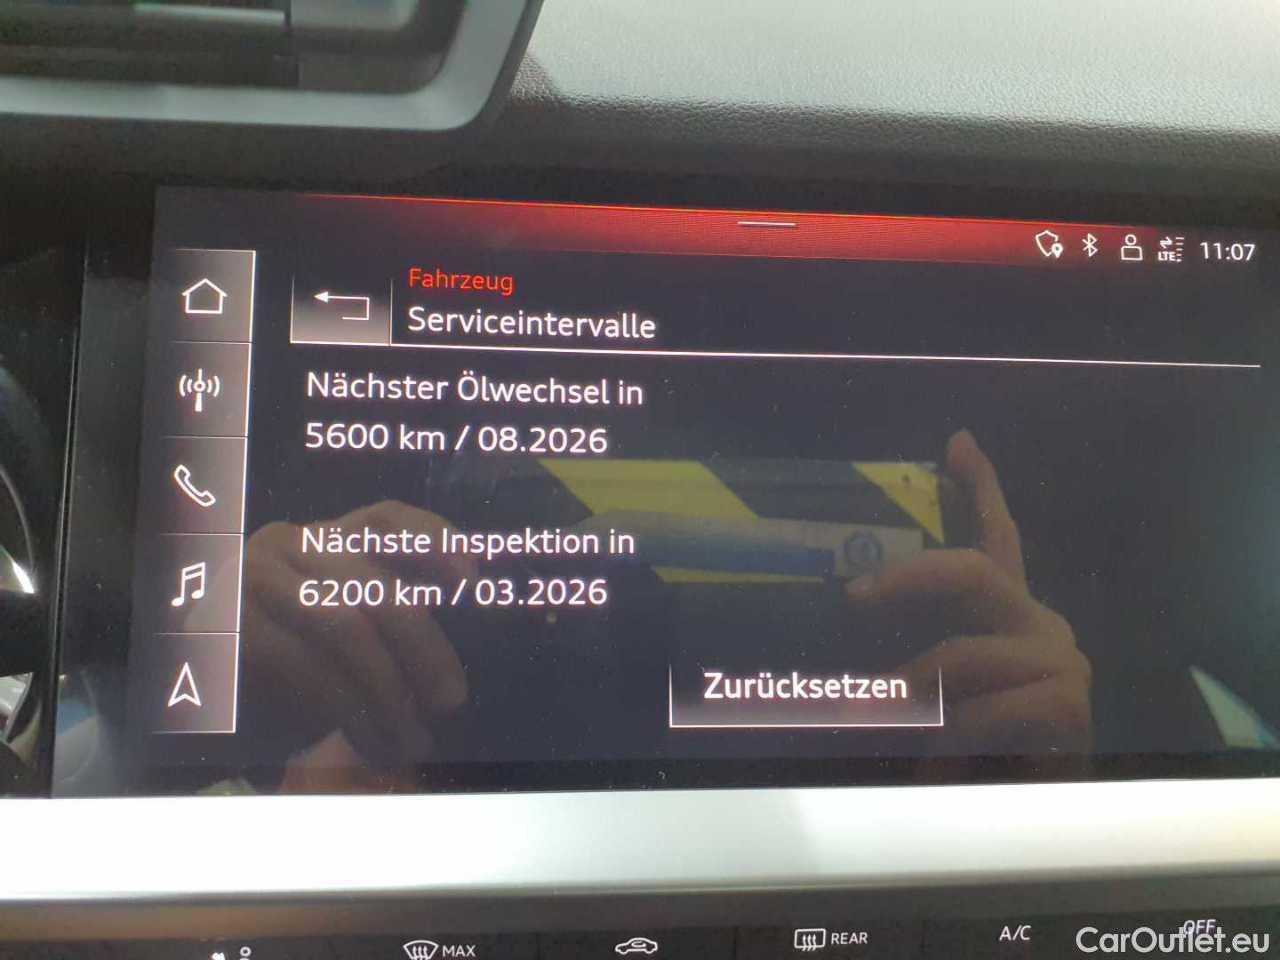 LTE 11:07
Fahrzeug
Serviceintervalle
Nächster Ölwechsel in
5600 km / 08.2026
Nächste Inspektion in
6200 km / 03.2026
Zurücksetzen
MAX
REAR
A/C
OFF
CarOutlet.eu